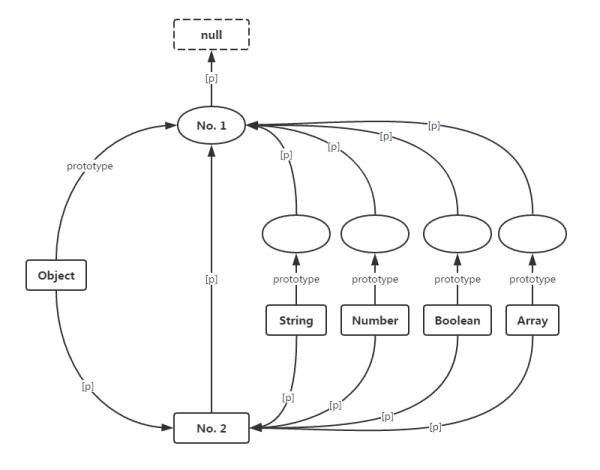 null
[p]
No. 1
[p]
[p]
[p]
[p]
prototype
Object
[p]
prototype
prototype
prototype
prototype
String
Number
Boolean
Array
[p]
[p]
[p]
[p]
[p]
No. 2